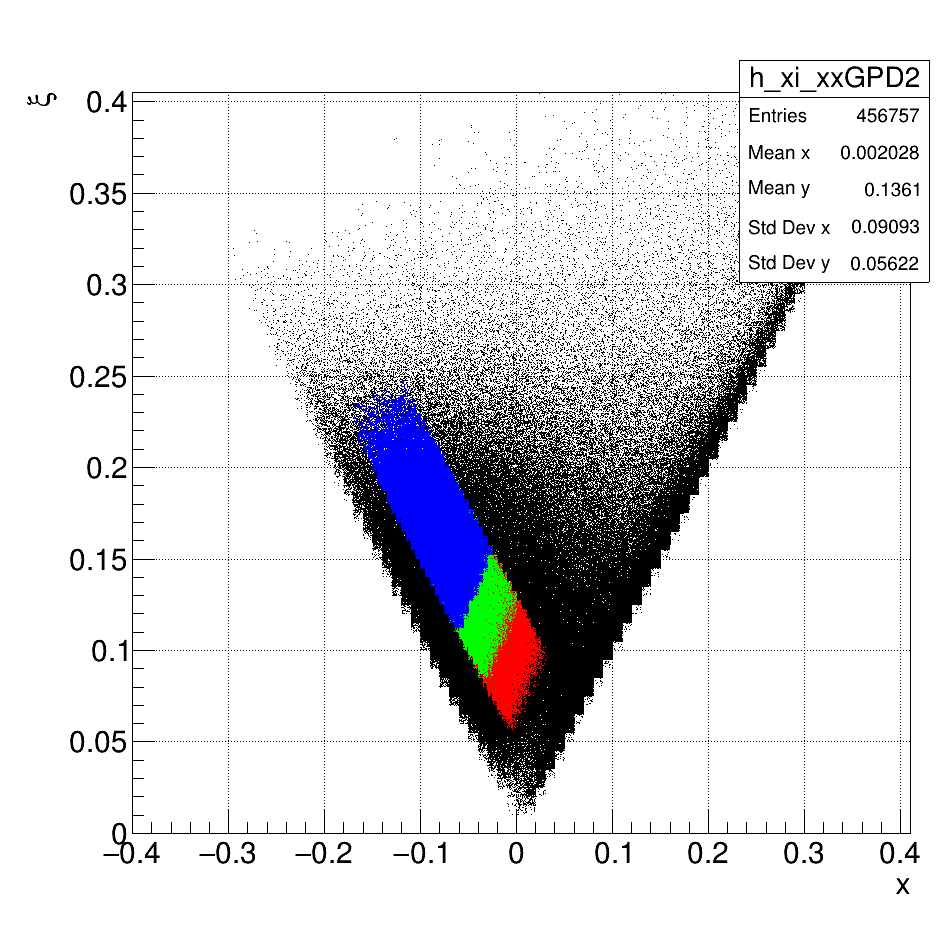 h_xi_xxGPD2
Entries 456757
Mean x 0.002028
Mean y 0.1361
Std Dev x 0.09093
Std Dev y 0.05622
ξ
0.4
0.35
0.3
0.25
0.2
0.15
0.1
0.05
0
−0.4 −0.3 −0.2 −0.1 0 0.1 0.2 0.3 0.4
x